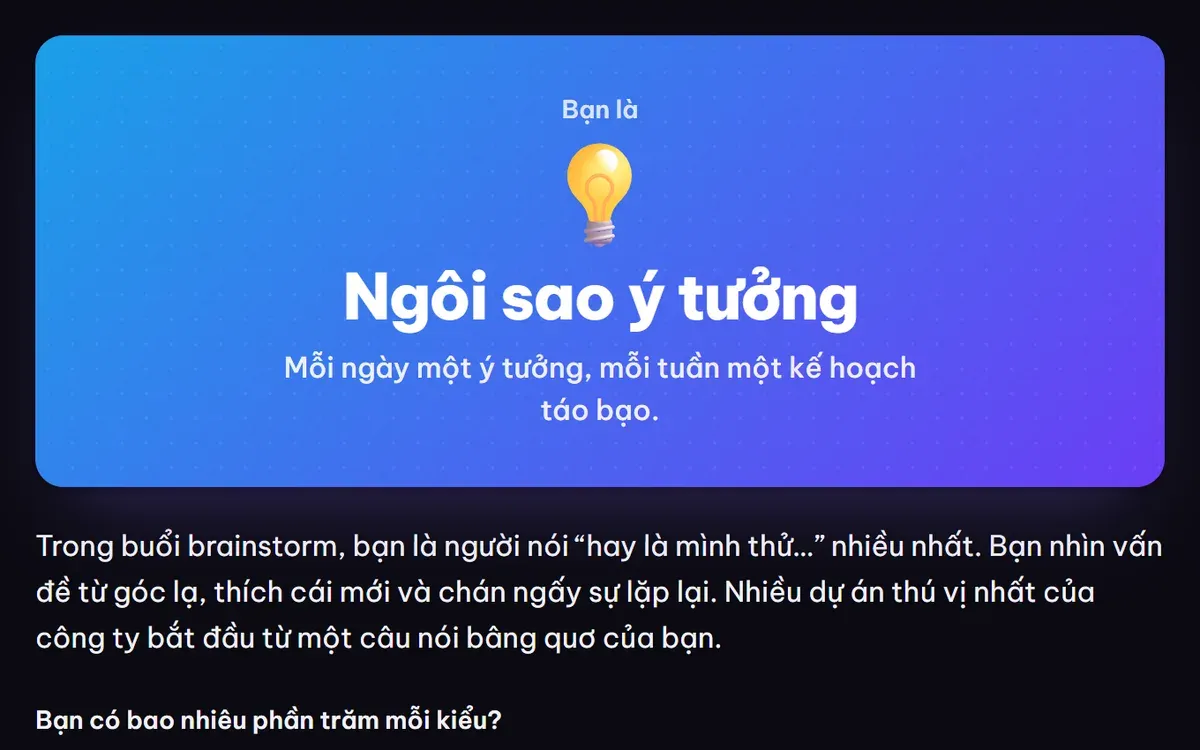 Bạn là
Ngôi sao ý tưởng
Mỗi ngày một ý tưởng, mỗi tuần một kế hoạch
táo bạo.
Trong buổi brainstorm, bạn là người nói “hay là mình thử…” nhiều nhất. Bạn nhìn vấn
đề từ góc lạ, thích cái mới và chán ngấy sự lặp lại. Nhiều dự án thú vị nhất của
công ty bắt đầu từ một câu nói bâng quơ của bạn.
Bạn có bao nhiêu phần trăm mỗi kiểu?